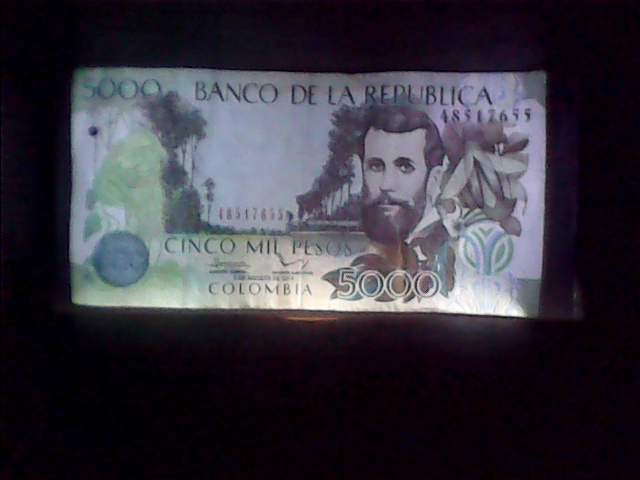 5000 BANCO DE LA REPUBLICA
48517655
48517655
CINCO MIL PESOS
COLOMBIA
5000